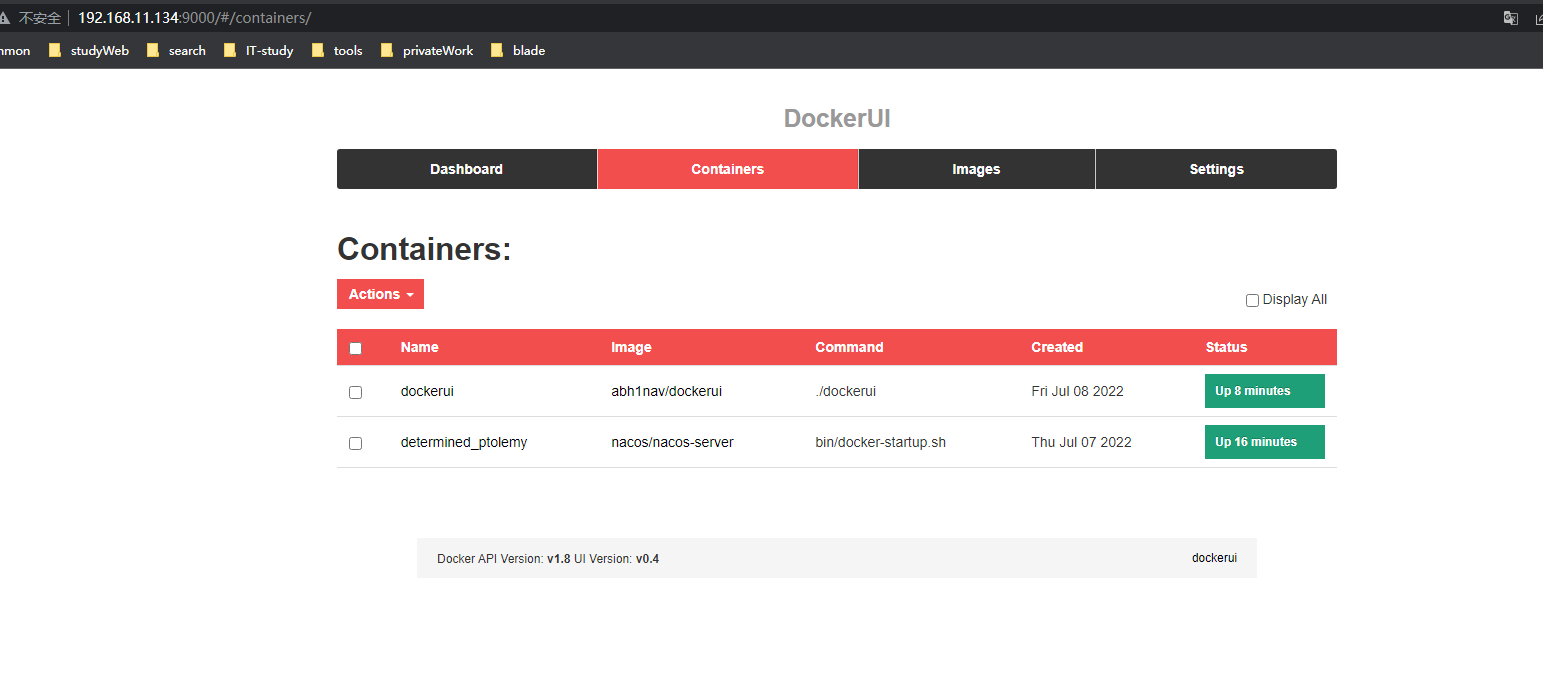 不安全 192.168.11.134:9000/#/containers/
studyWeb search IT-study tools privateWork blade
DockerUI
Dashboard Containers Images Settings
Containers:
Actions
Display All
Name Image Command Created Status
dockerui abh1nav/dockerui ./dockerui Fri Jul 08 2022 Up 8 minutes
determined_ptolemy nacos/nacos-server bin/docker-startup.sh Thu Jul 07 2022 Up 16 minutes
Docker API Version: v1.8 UI Version: v0.4 dockerui